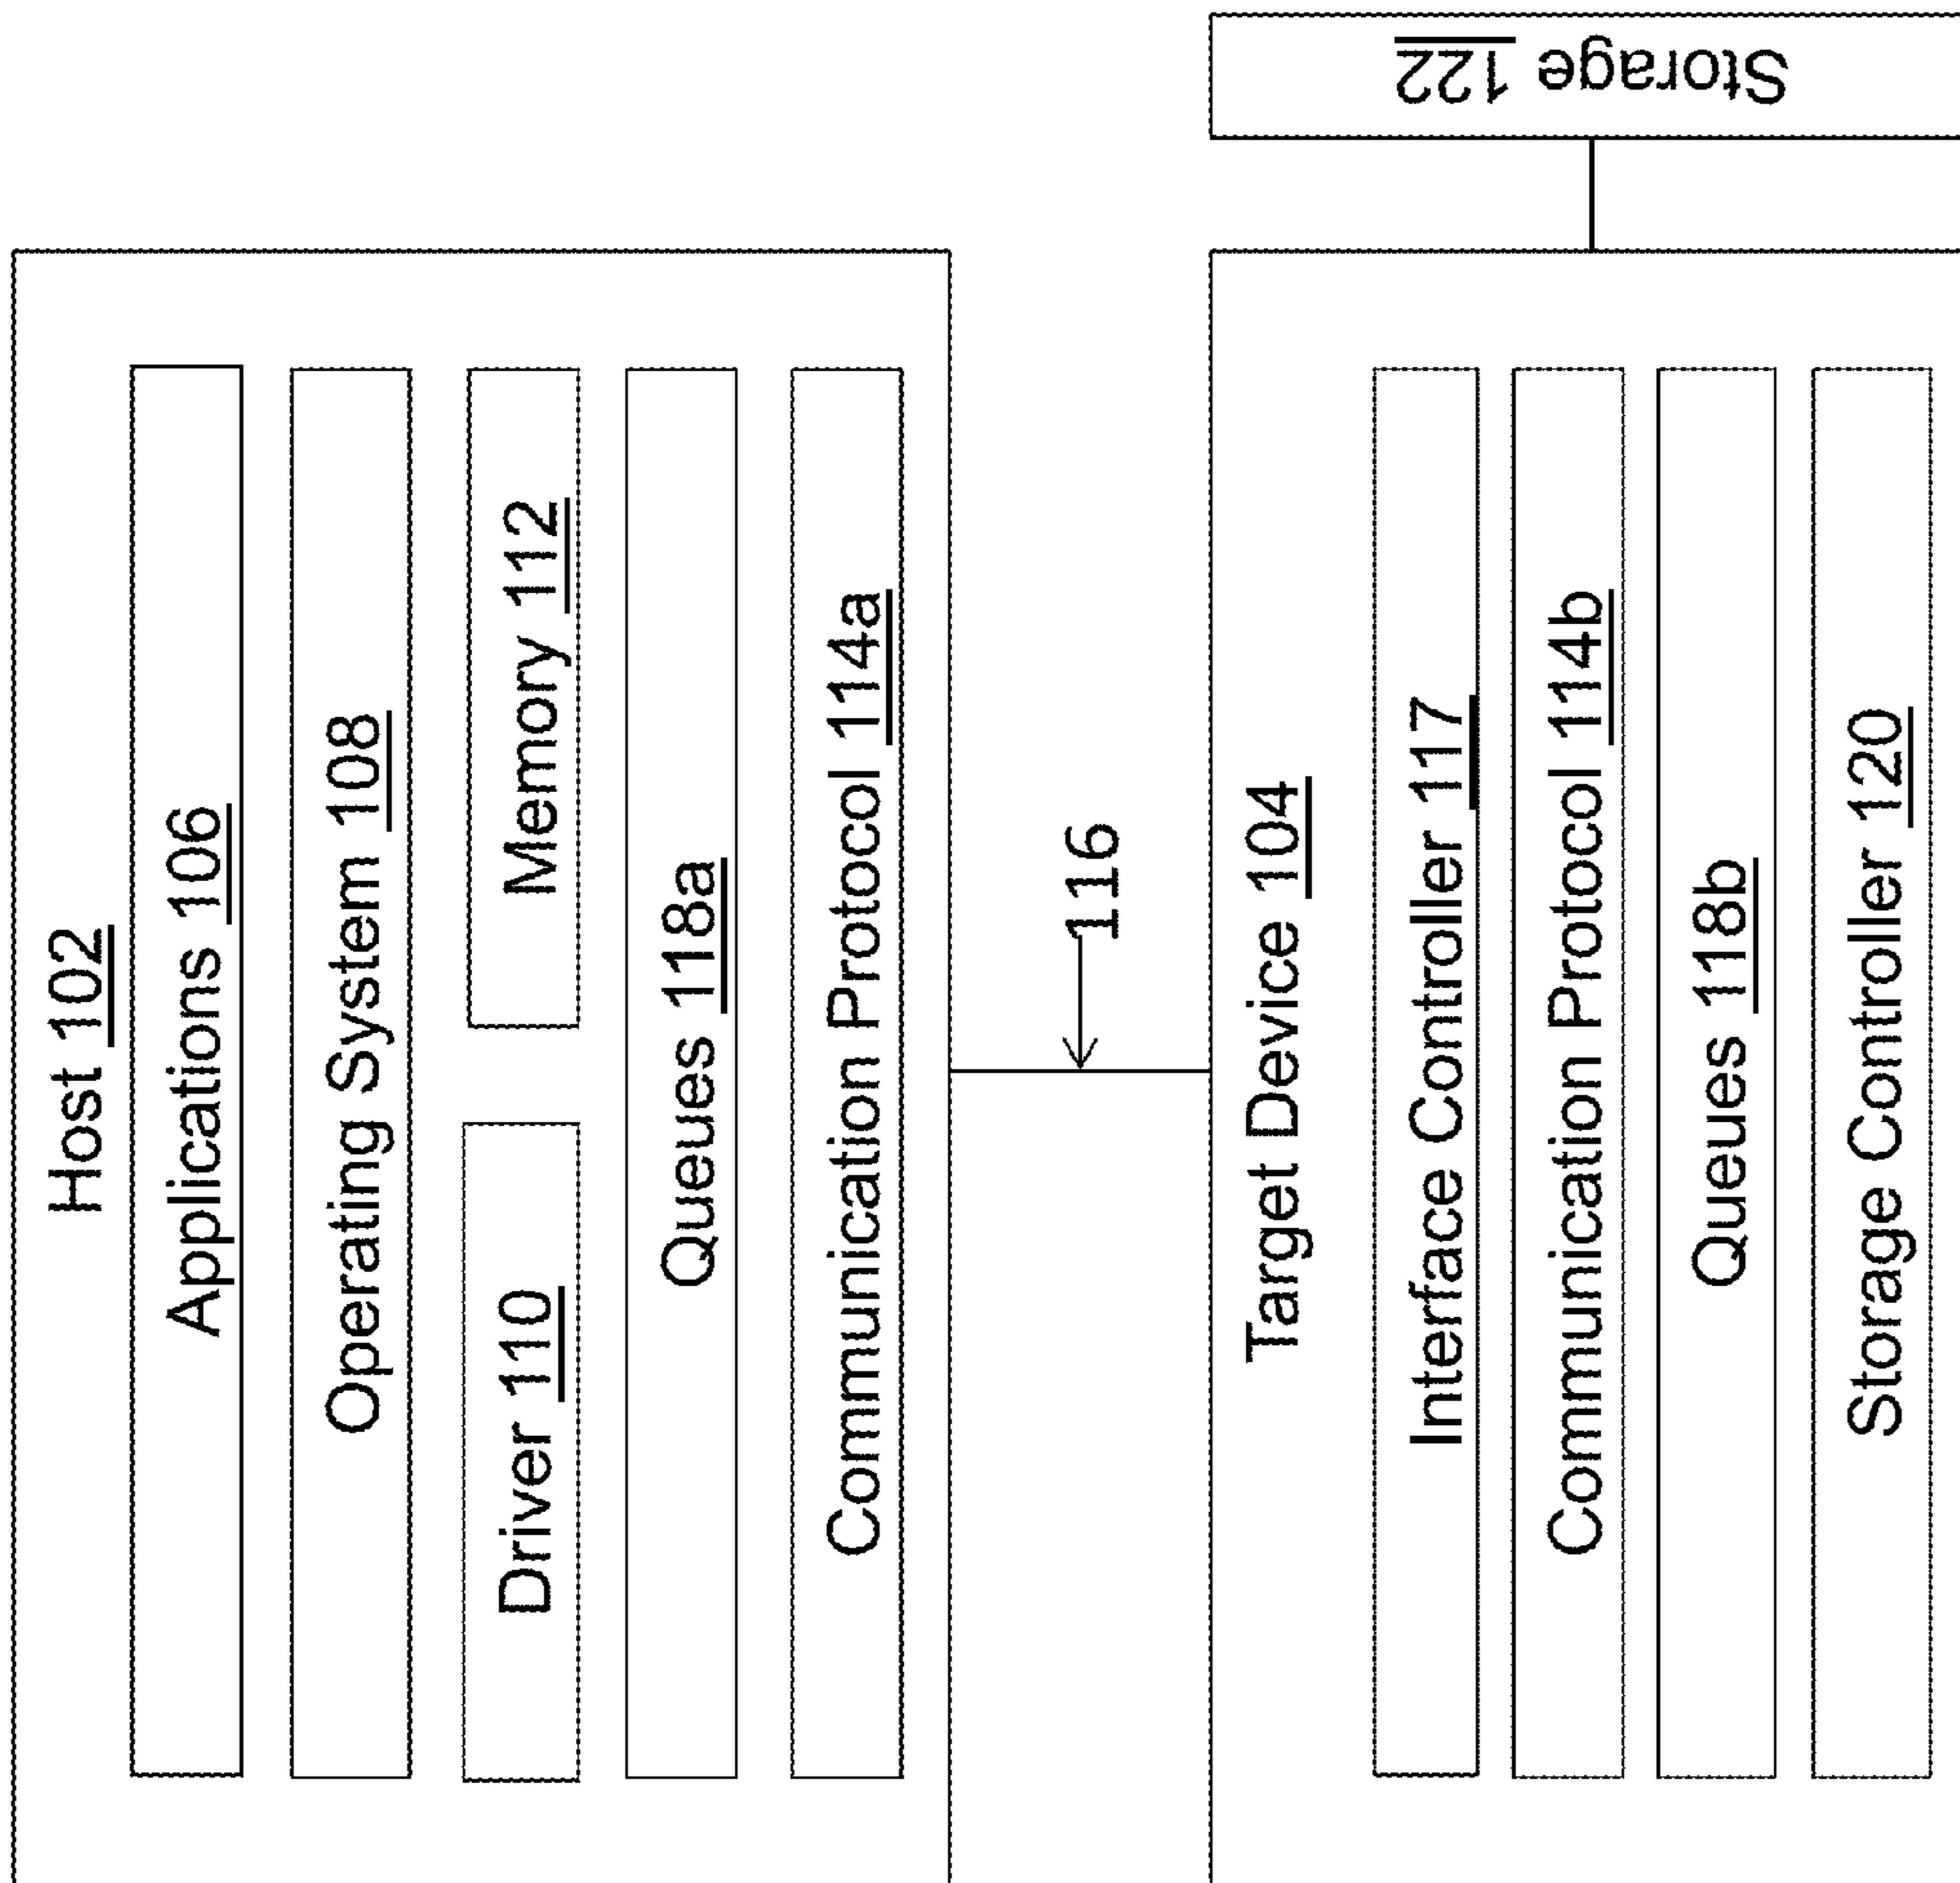 Host 102
Applications 106
Operating System 108
Driver 110
Memory 112
Queues 118a
Communication Protocol 114a
116
Target Device 104
Interface Controller 117
Communication Protocol 114b
Queues 118b
Storage Controller 120
Storage 122